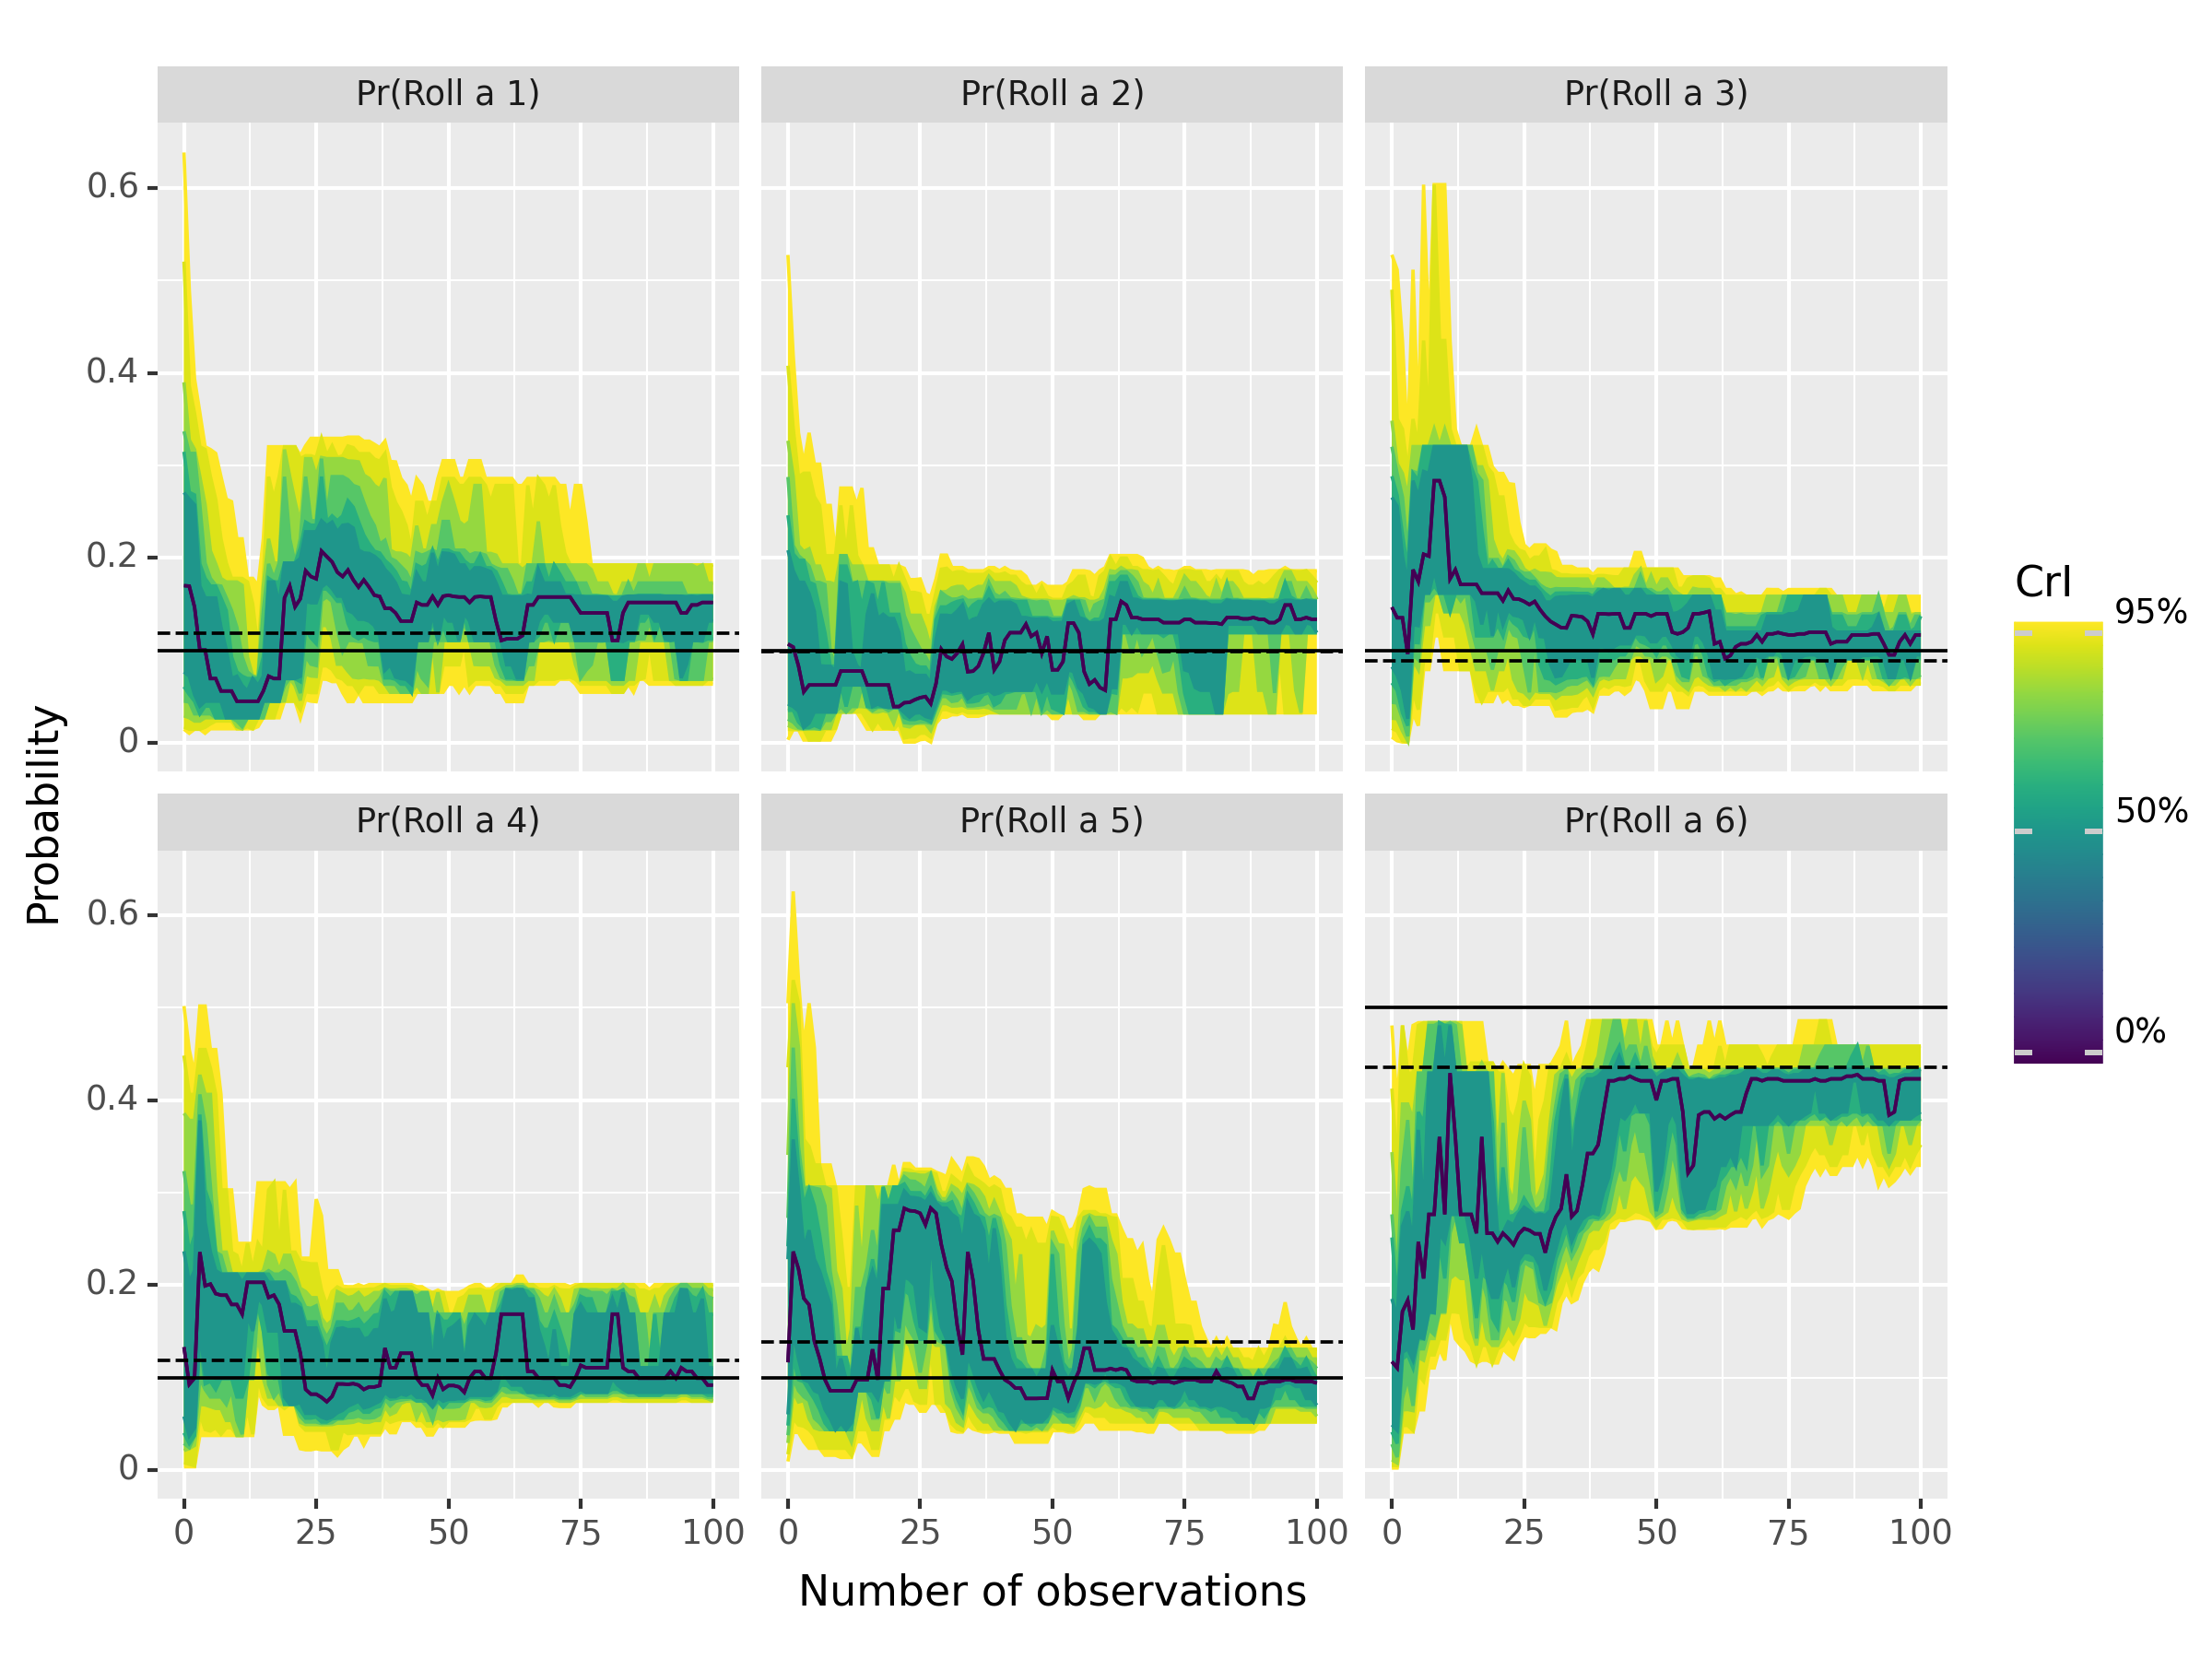 Pr(Roll a 1)
Pr(Roll a 2)
Pr(Roll a 3)
0.6
0.4
0.2
0
Pr(Roll a 4)
Pr(Roll a 5)
Pr(Roll a 6)
0.6
0.4
0.2
0
0 25 50 75 100
0 25 50 75 100
0 25 50 75 100
Number of observations
Probability
CrI
95%
50%
0%